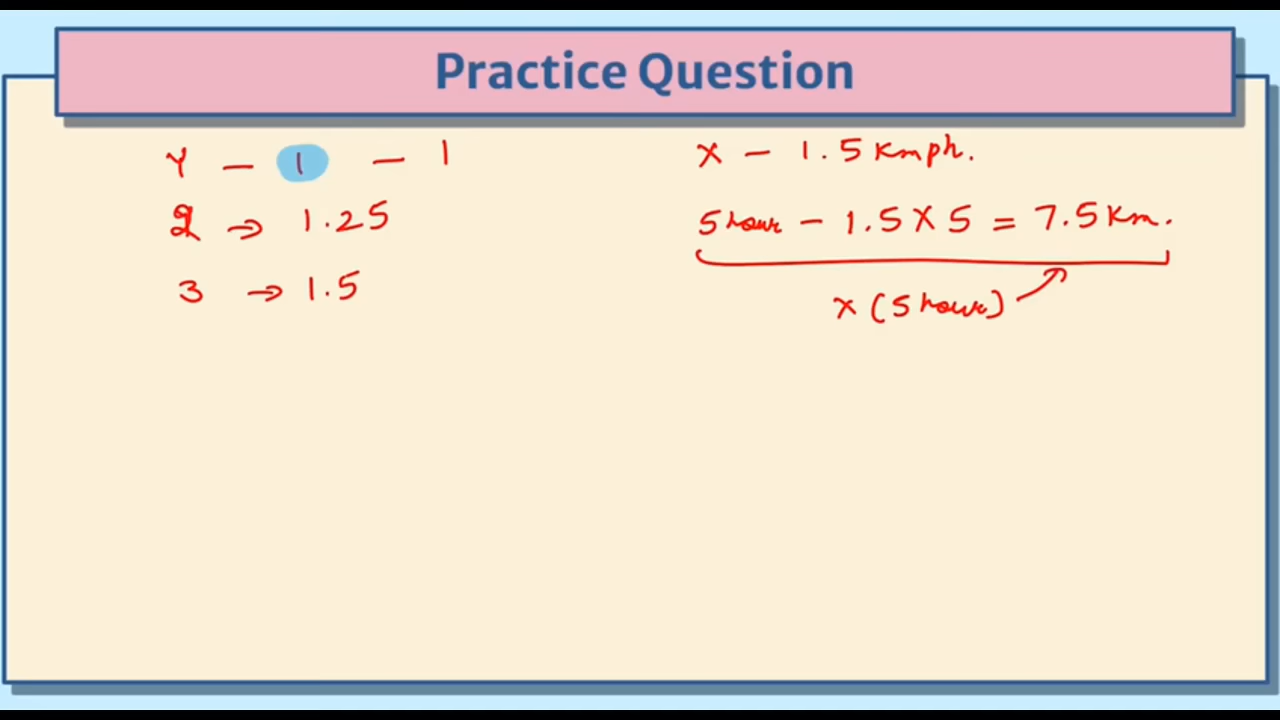 Practice Question
Y - 1 - 1
2 → 1.25
3 → 1.5
X - 1.5 Kmph.
5 hour - 1.5 X 5 = 7.5 Km.
X (5 hour)